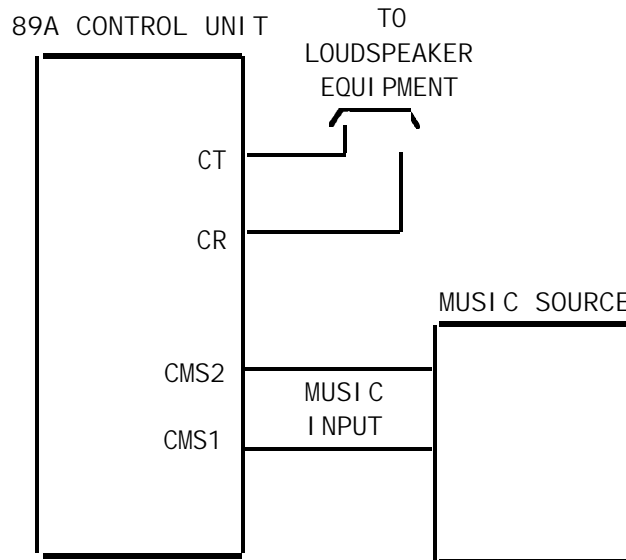 89A CONTROL UNIT
TO
LOUDSPEAKER
EQUIPMENT
CT
CR
MUSIC SOURCE
CMS2
MUSIC
INPUT
CMS1